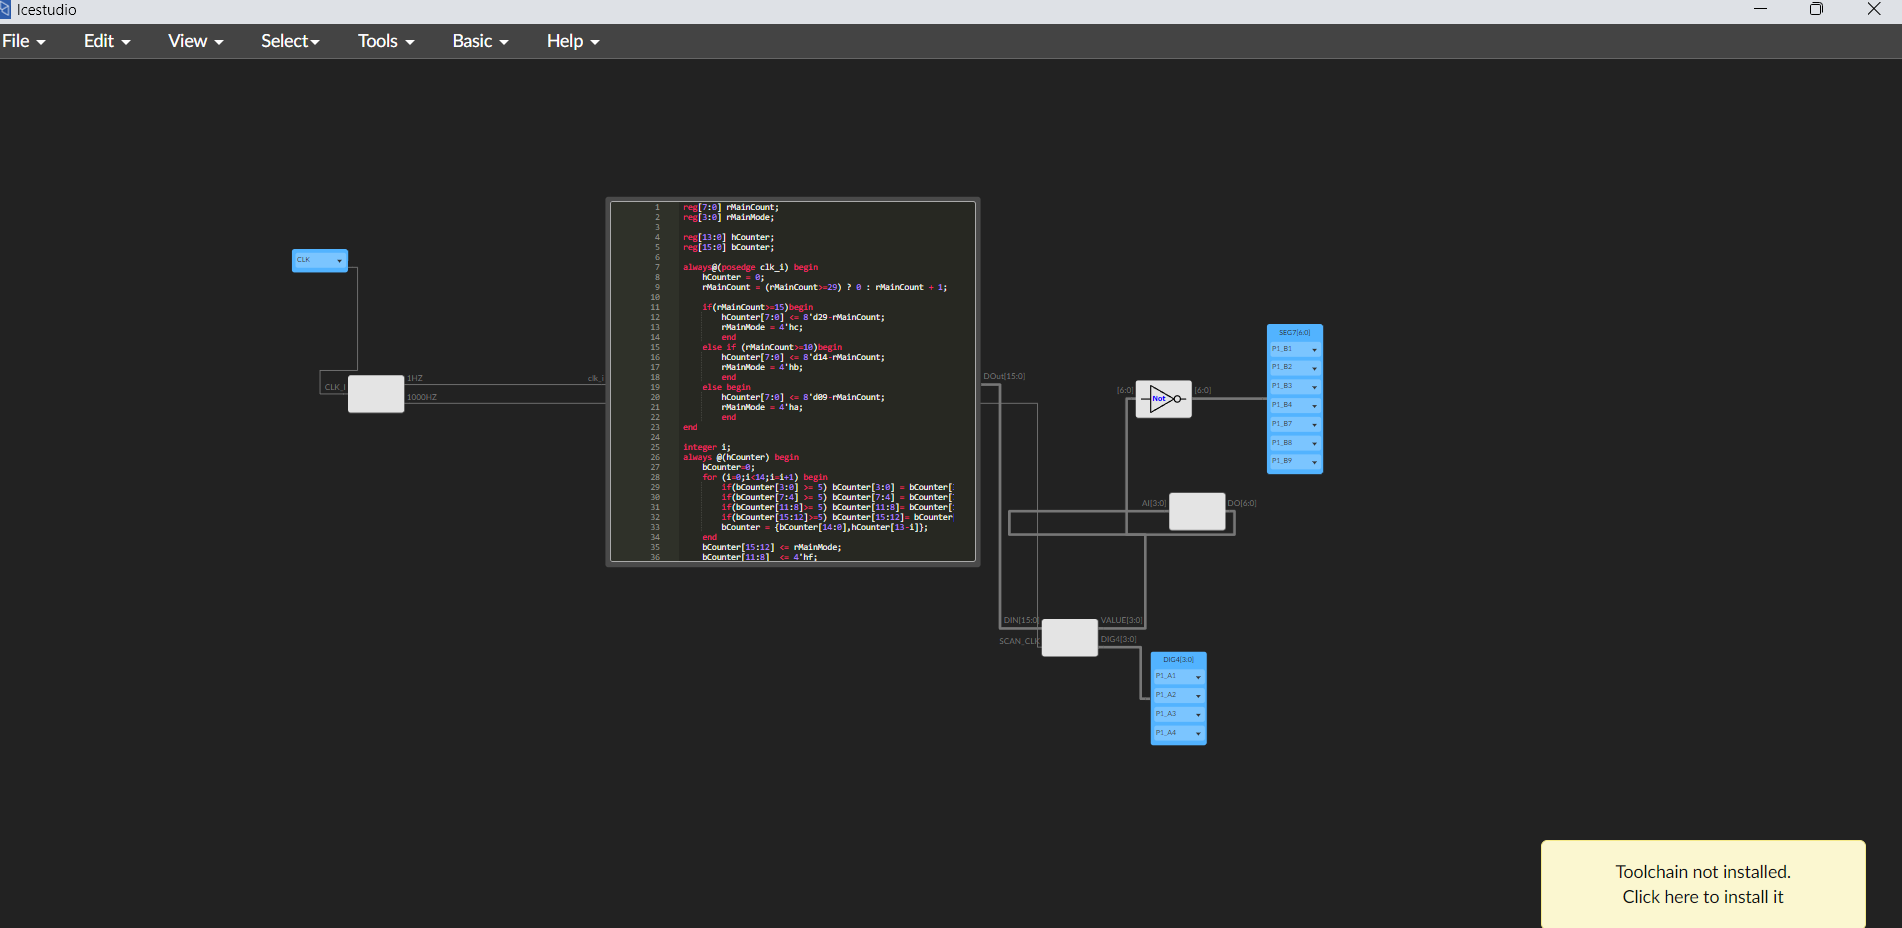 Icestudio
File Edit View Select Tools Basic Help
CLK
CLK_I
1HZ
1000HZ
clk_i
1 reg[7:0] rMainCount;
2 reg[3:0] rMainMode;
3
4 reg[13:0] hCounter;
5 reg[15:0] bCounter;
6
7 always@(posedge clk_i) begin
8 hCounter = 0;
9 rMainCount = (rMainCount>=29) ? 0 : rMainCount + 1;
10
11 if(rMainCount>=15)begin
12 hCounter[7:0] <= 8'd29-rMainCount;
13 rMainMode = 4'hc;
14 end
15 else if (rMainCount>=10)begin
16 hCounter[7:0] <= 8'd14-rMainCount;
17 rMainMode = 4'hb;
18 end
19 else begin
20 hCounter[7:0] <= 8'd09-rMainCount;
21 rMainMode = 4'ha;
22 end
23 end
24
25 integer i;
26 always @(hCounter) begin
27 bCounter=0;
28 for (i=0;i<14;i=i+1) begin
29 if(bCounter[3:0] >= 5) bCounter[3:0] = bCounter[
30 if(bCounter[7:4] >= 5) bCounter[7:4] = bCounter[
31 if(bCounter[11:8]>= 5) bCounter[11:8]= bCounter[
32 if(bCounter[15:12]>=5) bCounter[15:12]= bCounter
33 bCounter = {bCounter[14:0],hCounter[13-i]};
34 end
35 bCounter[15:12] <= rMainMode;
36 bCounter[11:8] <= 4'hf;
DOut[15:0]
[6:0]
Not
[6:0]
SEG7[6:0]
P1_B1
P1_B2
P1_B3
P1_B4
P1_B7
P1_B8
P1_B9
AI[3:0]
DO[6:0]
DIN[15:0
SCAN_CLK
VALUE[3:0]
DIG4[3:0]
DIG4[3:0]
P1_A1
P1_A2
P1_A3
P1_A4
Toolchain not installed.
Click here to install it